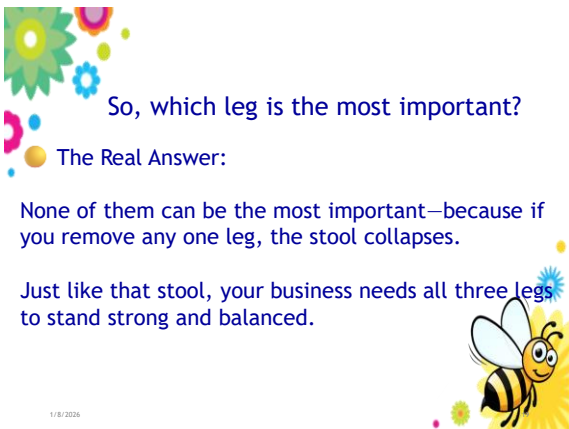 So, which leg is the most important?
The Real Answer:
None of them can be the most important—because if
you remove any one leg, the stool collapses.
Just like that stool, your business needs all three legs
to stand strong and balanced.
1/8/2026